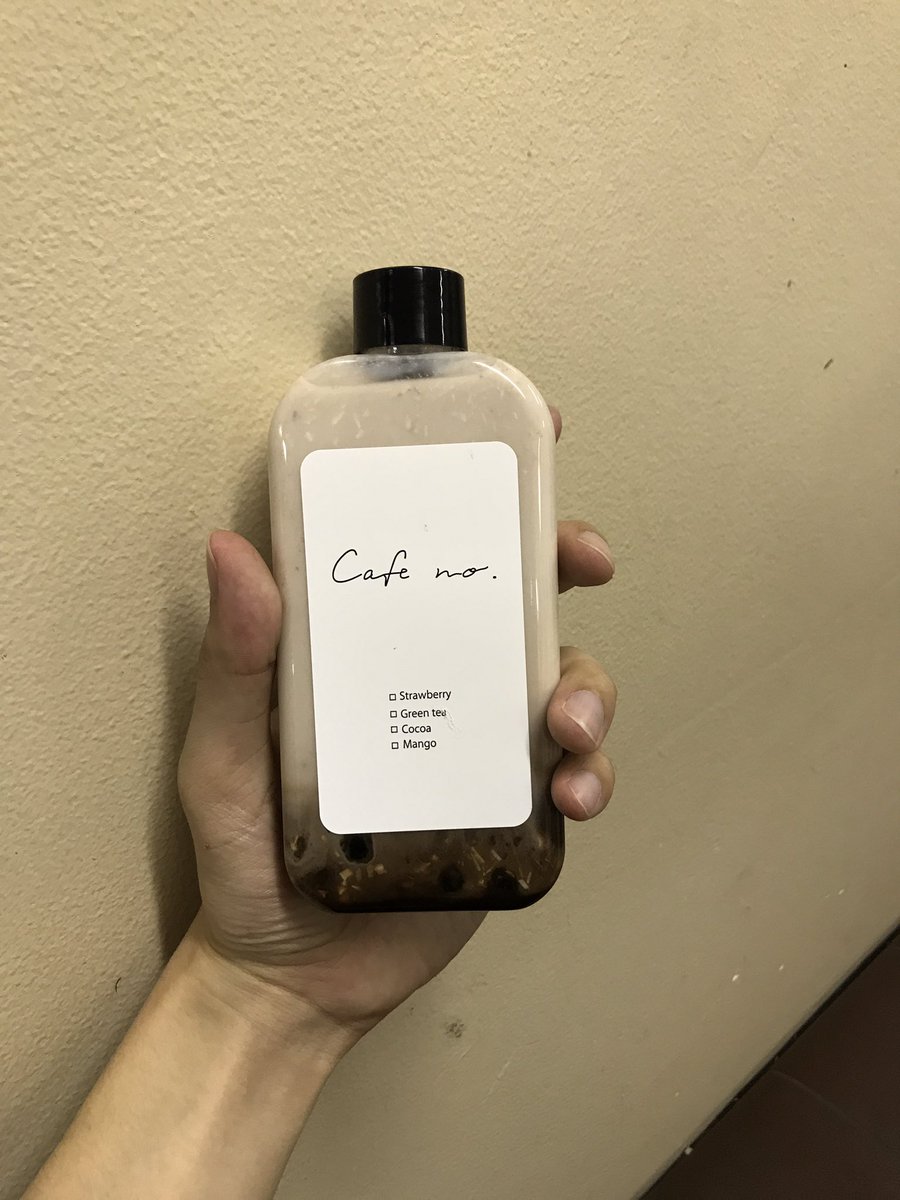 Cafe no.
☐ Strawberry
☐ Green tea
☐ Cocoa
☐ Mango